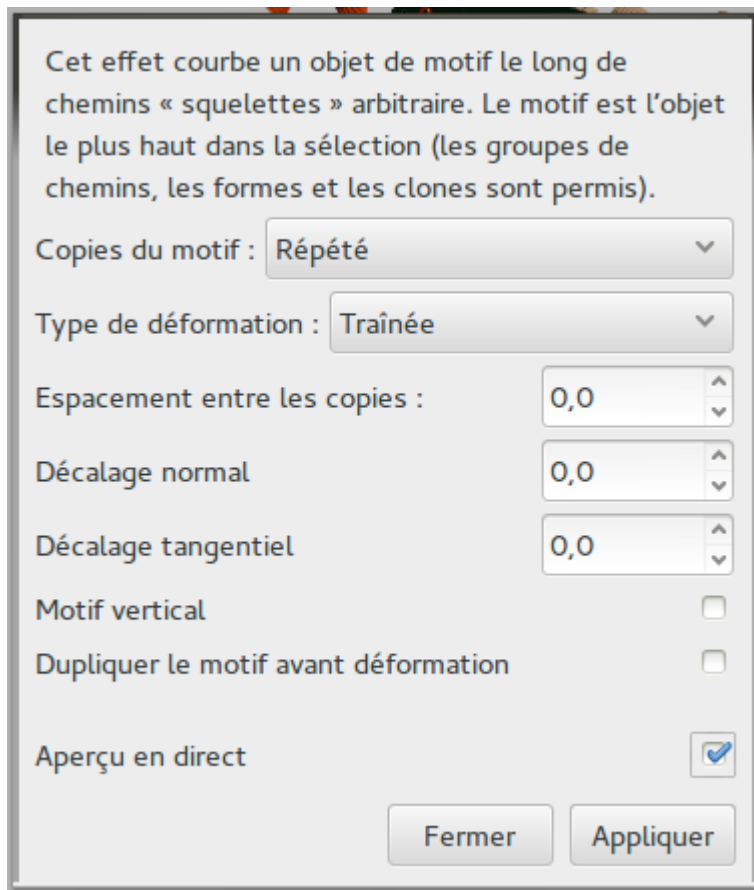 Cet effet courbe un objet de motif le long de
chemins « squelettes » arbitraire. Le motif est l’objet
le plus haut dans la sélection (les groupes de
chemins, les formes et les clones sont permis).
Copies du motif : Répété
Type de déformation : Traînée
Espacement entre les copies : 0,0
Décalage normal 0,0
Décalage tangentiel 0,0
Motif vertical
Dupliquer le motif avant déformation
Aperçu en direct
Fermer Appliquer